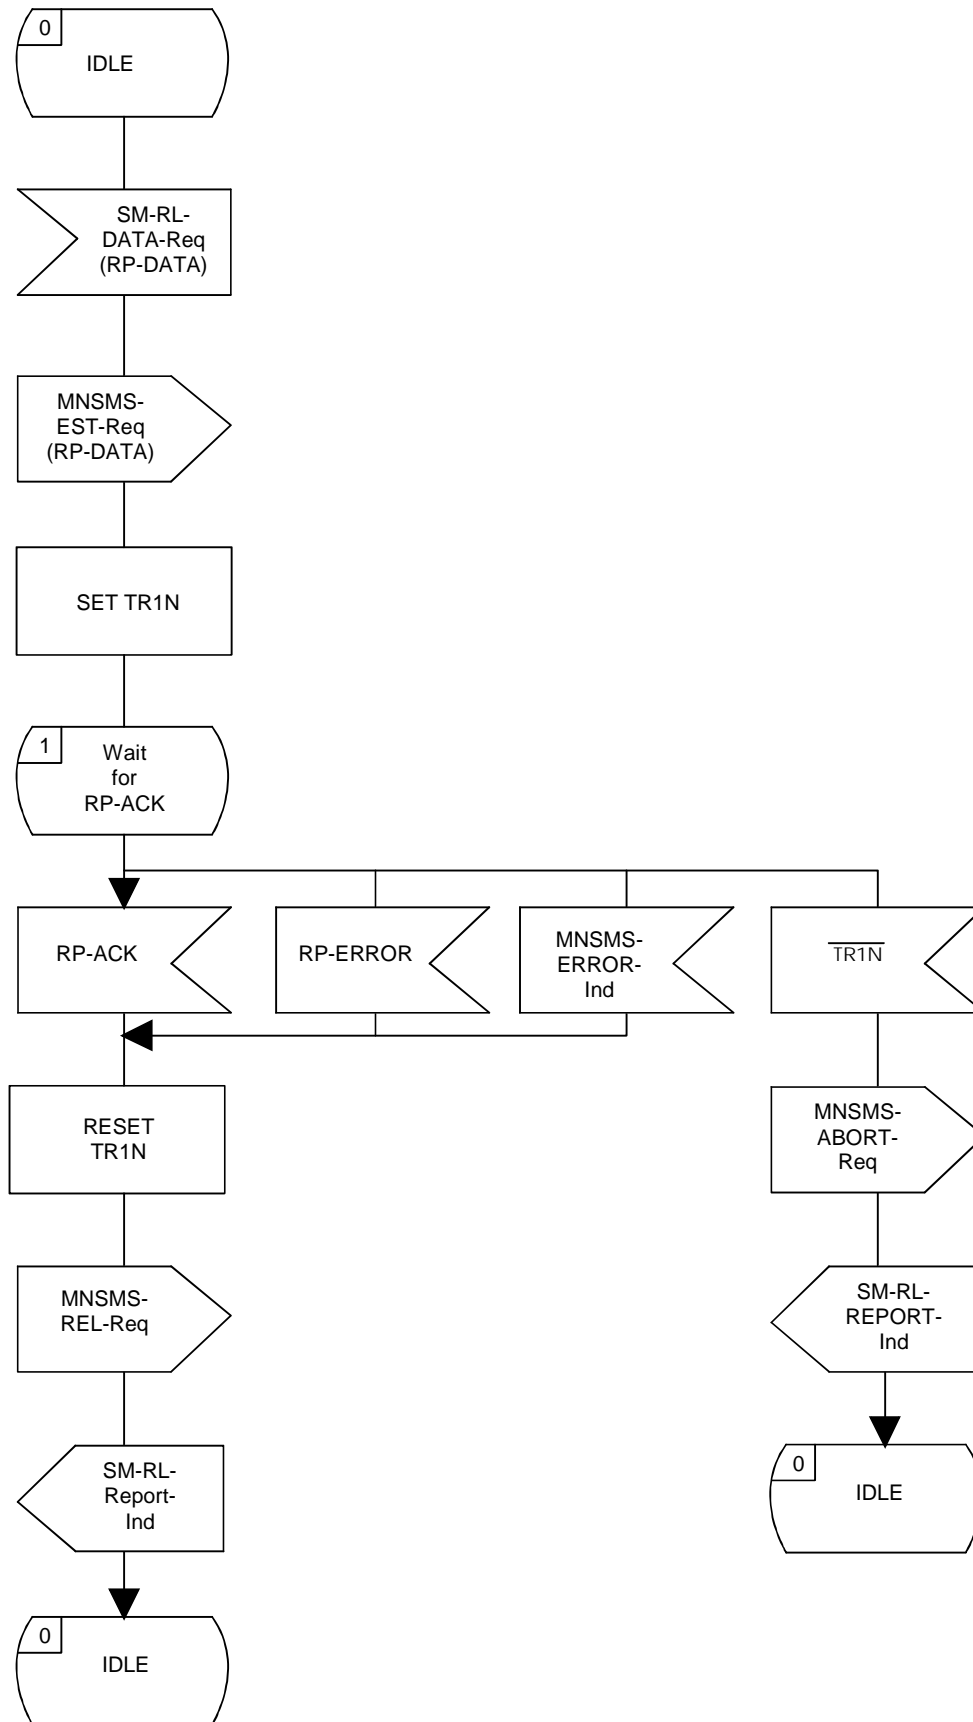 0
IDLE
SM-RL-
DATA-Req
(RP-DATA)
MNSMS-
EST-Req
(RP-DATA)
SET TR1N
1
Wait
for
RP-ACK
RP-ACK
RP-ERROR
MNSMS-
ERROR-
Ind
TR1N
RESET
TR1N
MNSMS-
ABORT-
Req
MNSMS-
REL-Req
SM-RL-
REPORT-
Ind
SM-RL-
Report-
Ind
0
IDLE
0
IDLE